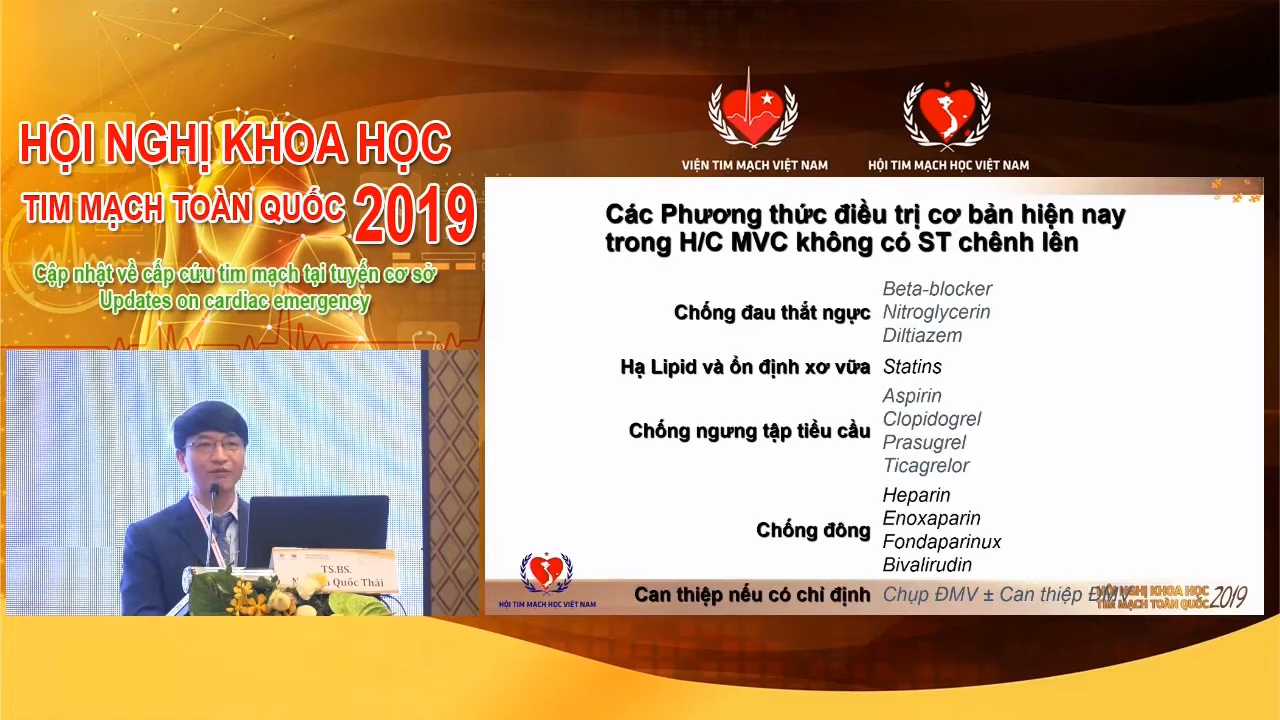 HỘI NGHỊ KHOA HỌC
TIM MẠCH TOÀN QUỐC 2019
Cập nhật về cấp cứu tim mạch tại tuyến cơ sở
Updates on cardiac emergency
VIỆN TIM MẠCH VIỆT NAM
HỘI TIM MẠCH HỌC VIỆT NAM
Các Phương thức điều trị cơ bản hiện nay
trong H/C MVC không có ST chênh lên
Chống đau thắt ngực
Beta-blocker
Nitroglycerin
Diltiazem
Hạ Lipid và ổn định xơ vữa
Statins
Chống ngưng tập tiểu cầu
Aspirin
Clopidogrel
Prasugrel
Ticagrelor
Chống đông
Heparin
Enoxaparin
Fondaparinux
Bivalirudin
Can thiệp nếu có chỉ định
Chụp ĐMV ± Can thiệp ĐMV
HỘI TIM MẠCH HỌC VIỆT NAM
HỘI NGHỊ KHOA HỌC
TIM MẠCH TOÀN QUỐC 2019
TS.BS.
Quốc Thái